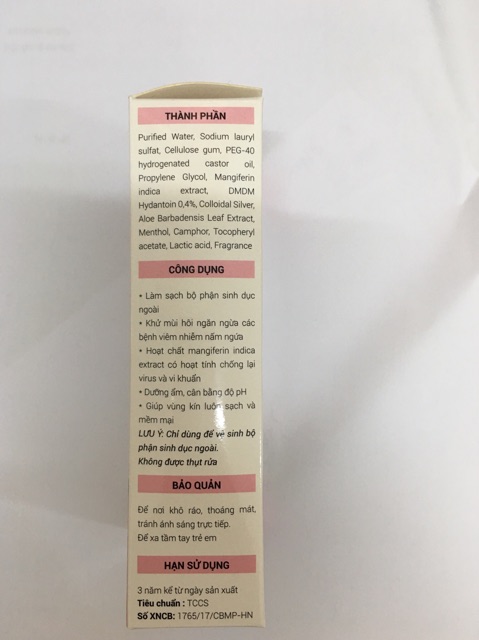 THÀNH PHẦN
Purified Water, Sodium lauryl
sulfat, Cellulose gum, PEG-40
hydrogenated castor oil,
Propylene Glycol, Mangiferin
indica extract, DMDM
Hydantoin 0,4%, Colloidal Silver,
Aloe Barbadensis Leaf Extract,
Menthol, Camphor, Tocopheryl
acetate, Lactic acid, Fragrance
CÔNG DỤNG
• Làm sạch bộ phận sinh dục
ngoài
• Khử mùi hôi ngăn ngừa các
bệnh viêm nhiễm nấm ngứa
• Hoạt chất mangiferin indica
extract có hoạt tính chống lại
virus và vi khuẩn
• Dưỡng ẩm, cân bằng độ pH
• Giúp vùng kín luôn sạch và
mềm mại
LƯU Ý: Chỉ dùng để vệ sinh bộ
phận sinh dục ngoài.
Không được thụt rửa
BẢO QUẢN
Để nơi khô ráo, thoáng mát,
tránh ánh sáng trực tiếp.
Để xa tầm tay trẻ em
HẠN SỬ DỤNG
3 năm kể từ ngày sản xuất
Tiêu chuẩn : TCCS
Số XNCB: 1765/17/CBMP-HN